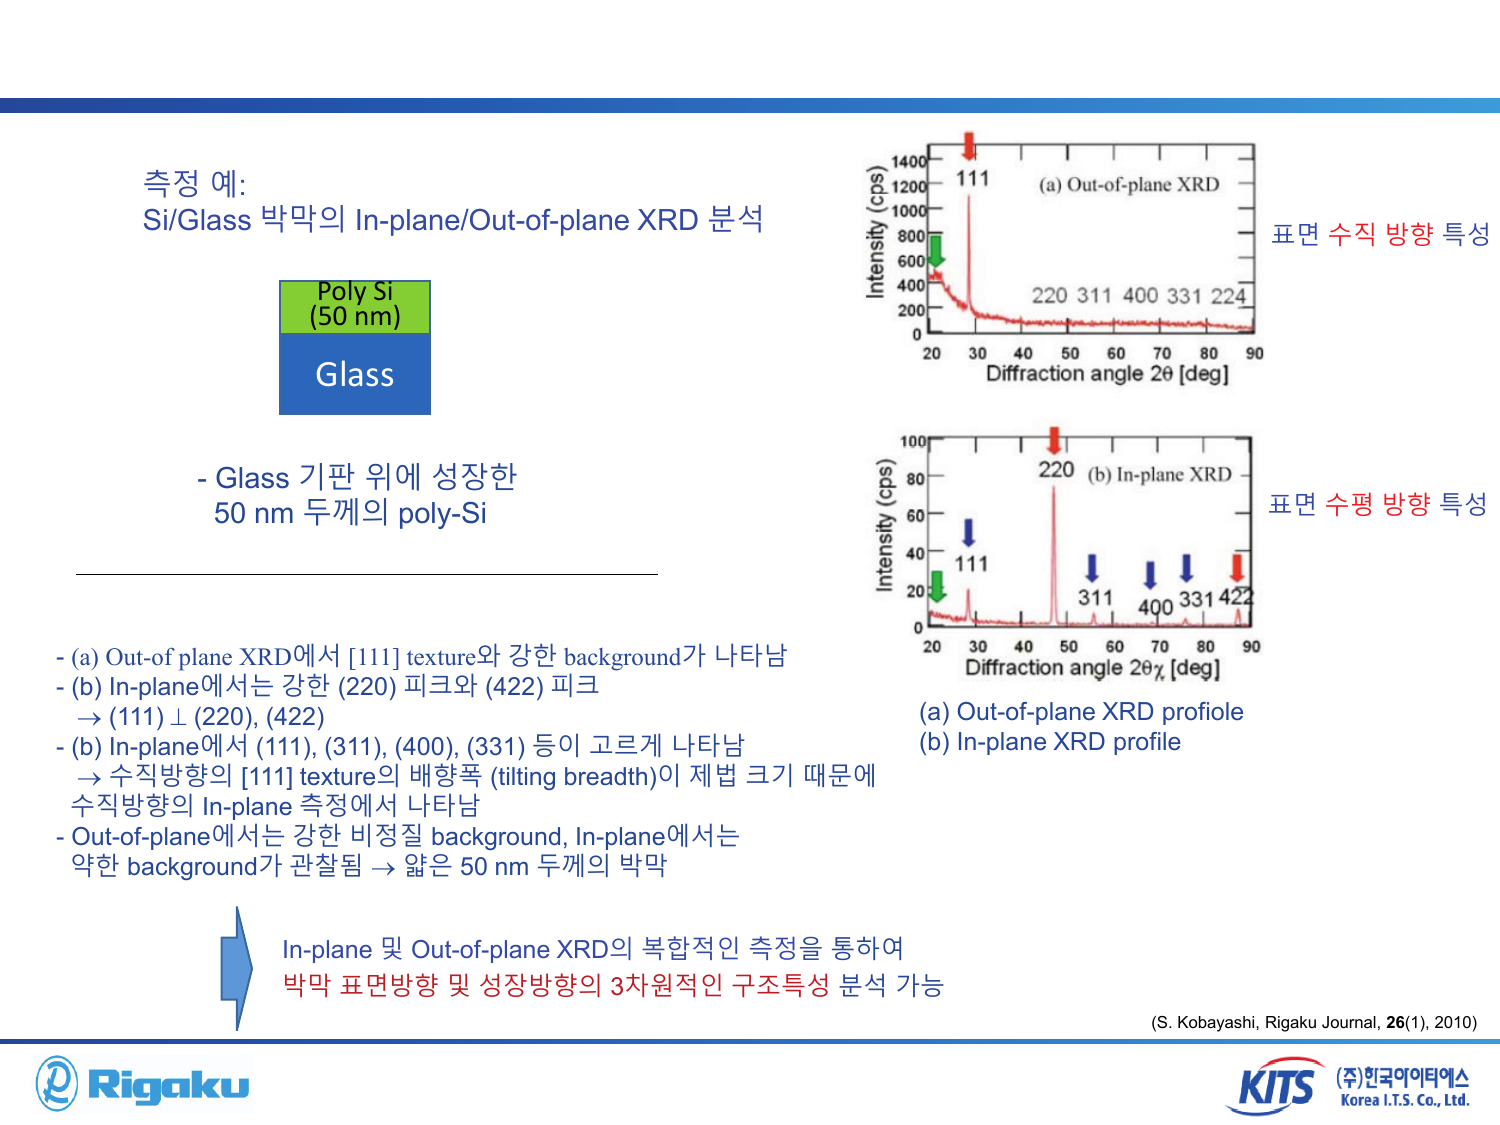 측정 예:
Si/Glass 박막의 In-plane/Out-of-plane XRD 분석
Poly Si
(50 nm)
Glass
- Glass 기판 위에 성장한
50 nm 두께의 poly-Si
1400
1200
1000
800
600
400
200
0
Intensity (cps)
111
(a) Out-of-plane XRD
220 311 400 331 224
20 30 40 50 60 70 80 90
Diffraction angle 2θ [deg]
표면 수직 방향 특성
100
80
60
40
20
0
Intensity (cps)
220
(b) In-plane XRD
111
311
400
331
422
20 30 40 50 60 70 80 90
Diffraction angle 2θχ [deg]
표면 수평 방향 특성
(a) Out-of-plane XRD profiole
(b) In-plane XRD profile
- (a) Out-of plane XRD에서 [111] texture와 강한 background가 나타남
- (b) In-plane에서는 강한 (220) 피크와 (422) 피크
→ (111) ⊥ (220), (422)
- (b) In-plane에서 (111), (311), (400), (331) 등이 고르게 나타남
→ 수직방향의 [111] texture의 배향폭 (tilting breadth)이 제법 크기 때문에
수직방향의 In-plane 측정에서 나타남
- Out-of-plane에서는 강한 비정질 background, In-plane에서는
약한 background가 관찰됨 → 얇은 50 nm 두께의 박막
In-plane 및 Out-of-plane XRD의 복합적인 측정을 통하여
박막 표면방향 및 성장방향의 3차원적인 구조특성 분석 가능
(S. Kobayashi, Rigaku Journal, 26(1), 2010)
Rigaku
KITS
(주)한국아이티에스
Korea I.T.S. Co., Ltd.